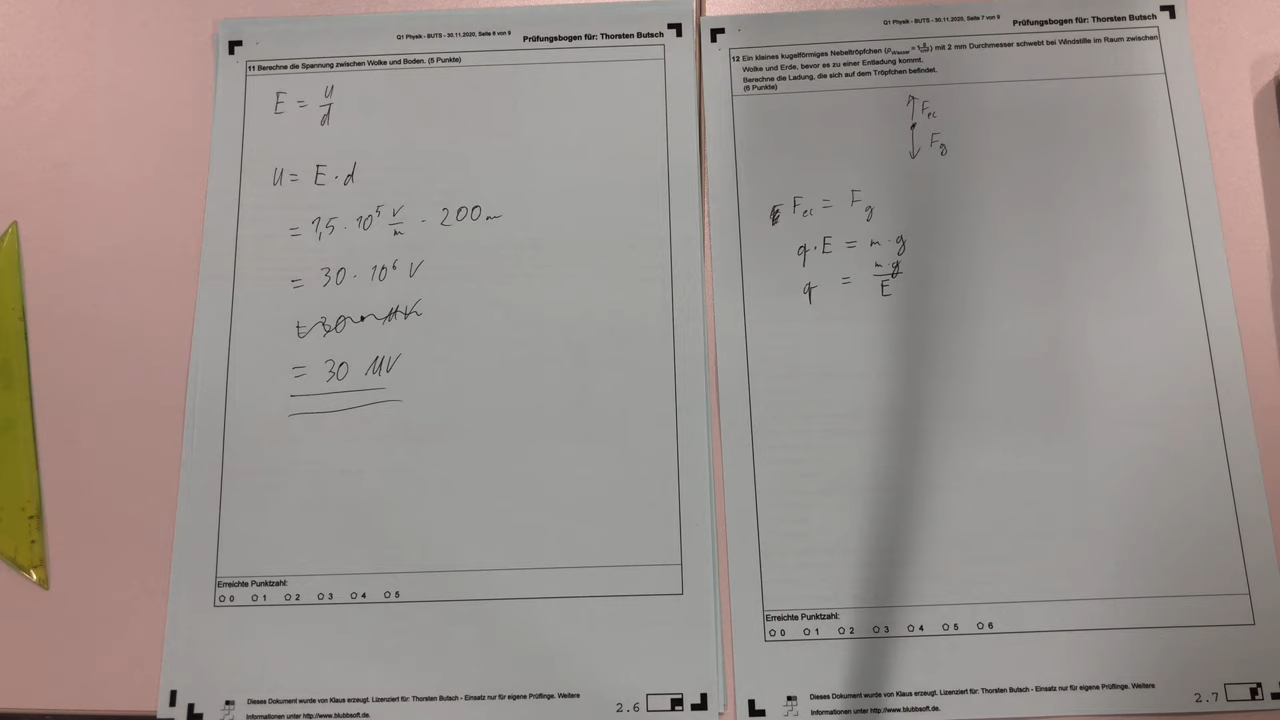 Q1 Physik - BUTS - 30.11.2020, Seite 6 von 9 Prüfungsbogen für: Thorsten Butsch
11 Berechne die Spannung zwischen Wolke und Boden. (5 Punkte)
E = u/d
U = E · d
= 1,5 · 10⁵ V/m · 200m
= 30 · 10⁶ V
= 30 MV
Erreichte Punktzahl:
0 1 2 3 4 5
Dieses Dokument wurde von Klaus erzeugt. Lizenziert für: Thorsten Butsch - Einsatz nur für eigene Prüflinge. Weitere
Informationen unter http://www.blubbsoft.de.
2.6
Q1 Physik - BUTS - 30.11.2020, Seite 7 von 9 Prüfungsbogen für: Thorsten Butsch
12 Ein kleines kugelförmiges Nebeltröpfchen (ρWasser = 1 g/cm³) mit 2 mm Durchmesser schwebt bei Windstille im Raum zwischen
Wolke und Erde, bevor es zu einer Entladung kommt.
Berechne die Ladung, die sich auf dem Tröpfchen befindet.
(6 Punkte)
Fel
Fg
Fel = Fg
q · E = m · g
q = m · g/E
Erreichte Punktzahl:
0 1 2 3 4 5 6
Dieses Dokument wurde von Klaus erzeugt. Lizenziert für: Thorsten Butsch - Einsatz nur für eigene Prüflinge. Weitere
Informationen unter http://www.blubbsoft.de.
2.7